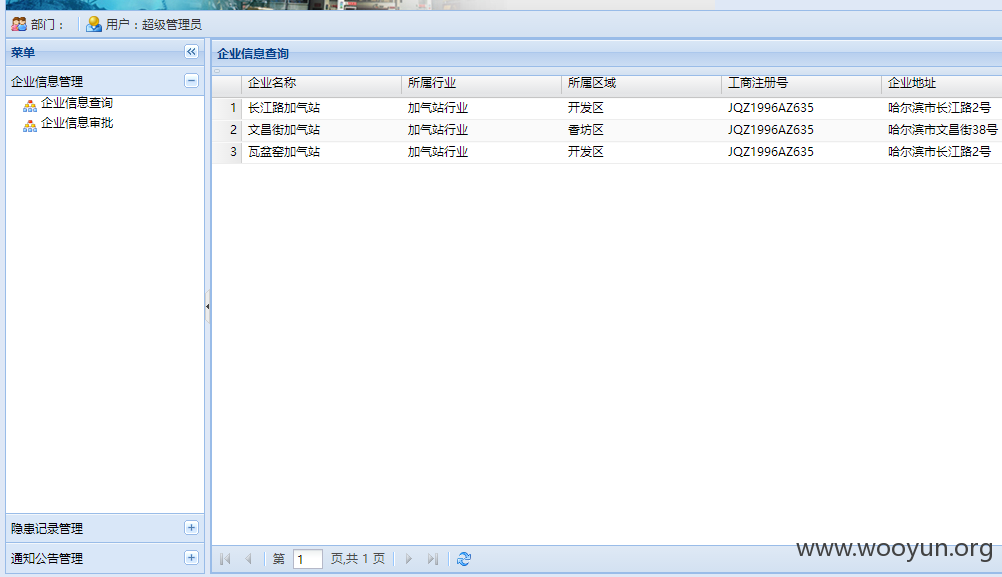 部门： 用户：超级管理员
菜单
企业信息管理
企业信息查询
企业信息审批
隐患记录管理
通知公告管理
企业信息查询
企业名称 所属行业 所属区域 工商注册号 企业地址
1 长江路加气站 加气站行业 开发区 JQZ1996AZ635 哈尔滨市长江路2号
2 文昌街加气站 加气站行业 香坊区 JQZ1996AZ635 哈尔滨市文昌街38号
3 瓦盆窑加气站 加气站行业 开发区 JQZ1996AZ635 哈尔滨市长江路2号
第 1 页,共 1 页
www.wooyun.org